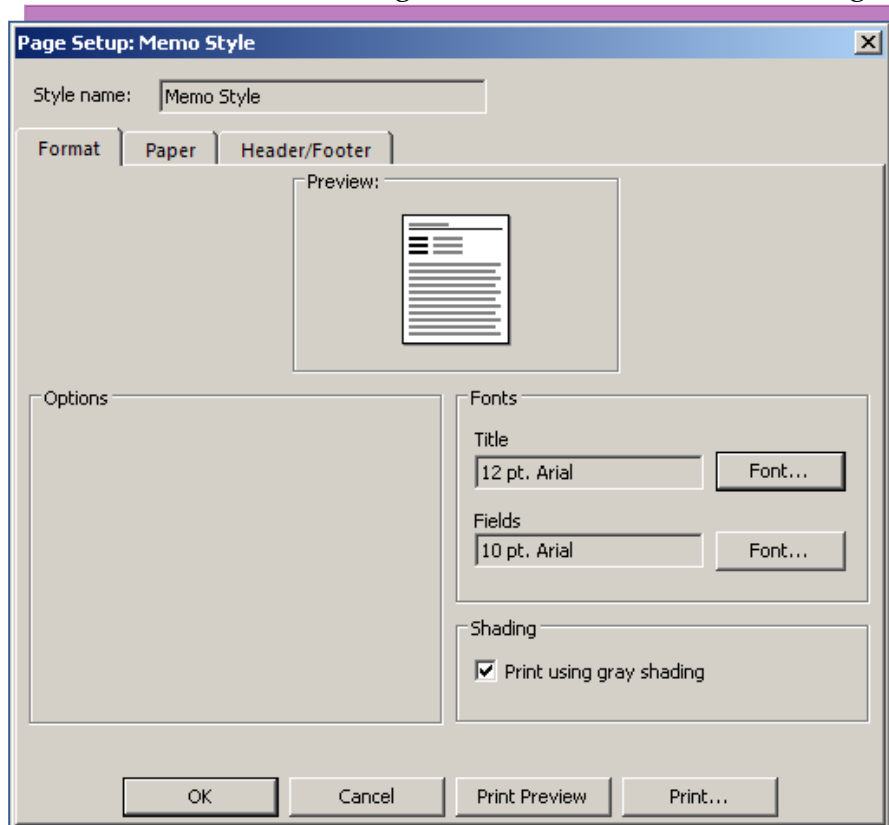 Page Setup: Memo Style
Style name: Memo Style
Format Paper Header/Footer
Preview:
Options
Fonts
Title
12 pt. Arial Font...
Fields
10 pt. Arial Font...
Shading
Print using gray shading
OK Cancel Print Preview Print...